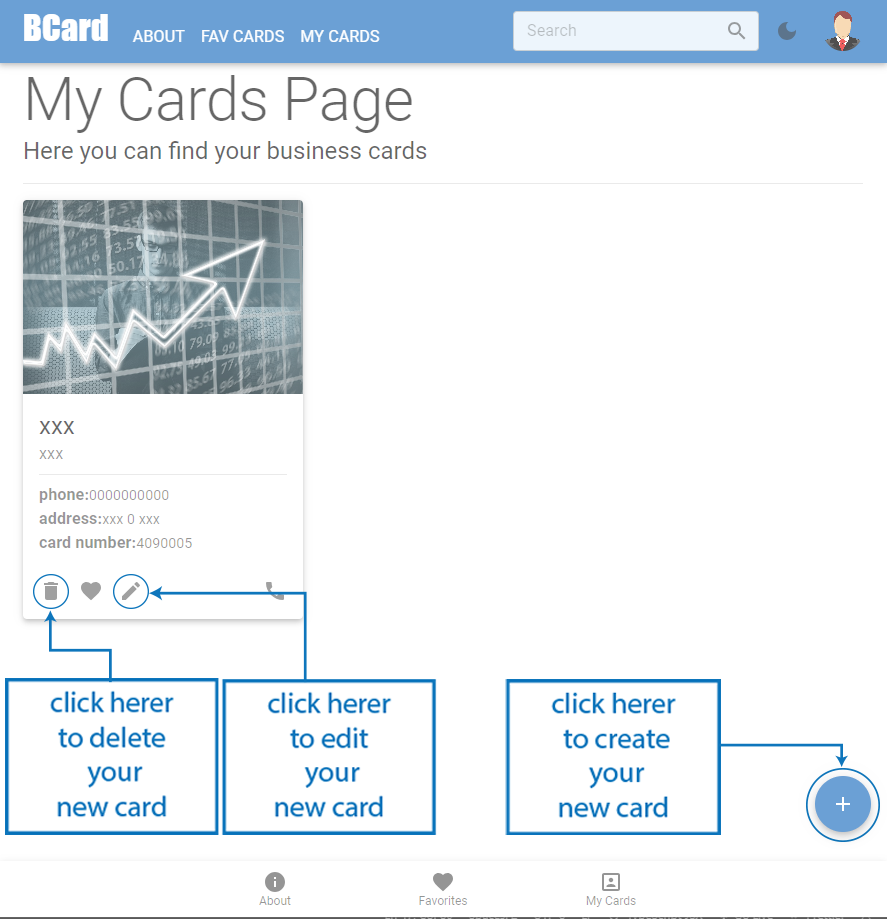 BCard
ABOUT FAV CARDS MY CARDS
Search
My Cards Page
Here you can find your business cards
xxx
xxx
phone:0000000000
address:xxx 0 xxx
card number:4090005
click herer
to delete
your
new card
click herer
to edit
your
new card
click herer
to create
your
new card
+
About
Favorites
My Cards